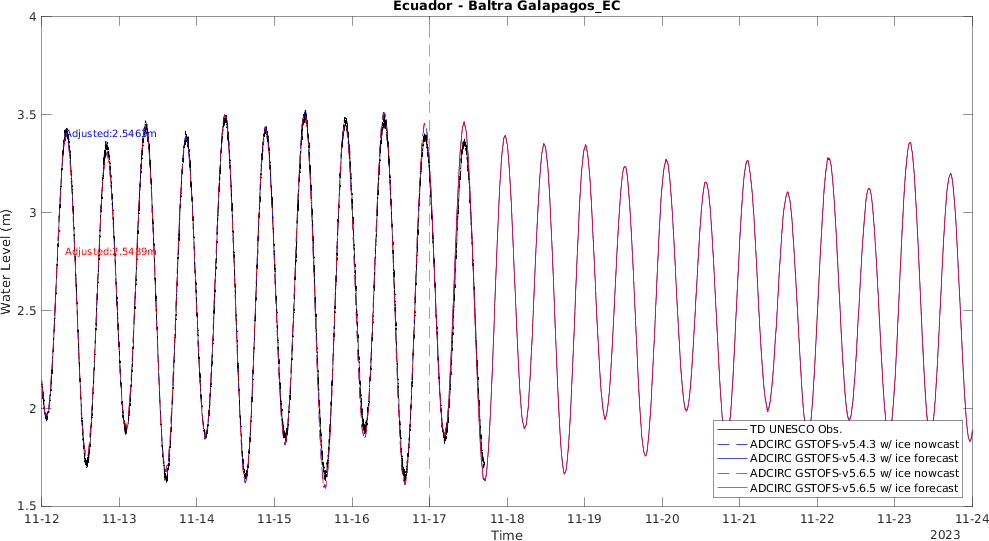 Ecuador - Baltra Galapagos_EC
Water Level (m)
4
3.5
3
2.5
2
1.5
Adjusted:2.5463m
Adjusted:2.5489m
TD UNESCO Obs.
ADCIRC GSTOFS-v5.4.3 w/ ice nowcast
ADCIRC GSTOFS-v5.4.3 w/ ice forecast
ADCIRC GSTOFS-v5.6.5 w/ ice nowcast
ADCIRC GSTOFS-v5.6.5 w/ ice forecast
11-12 11-13 11-14 11-15 11-16 11-17 11-18 11-19 11-20 11-21 11-22 11-23 11-24
Time
2023